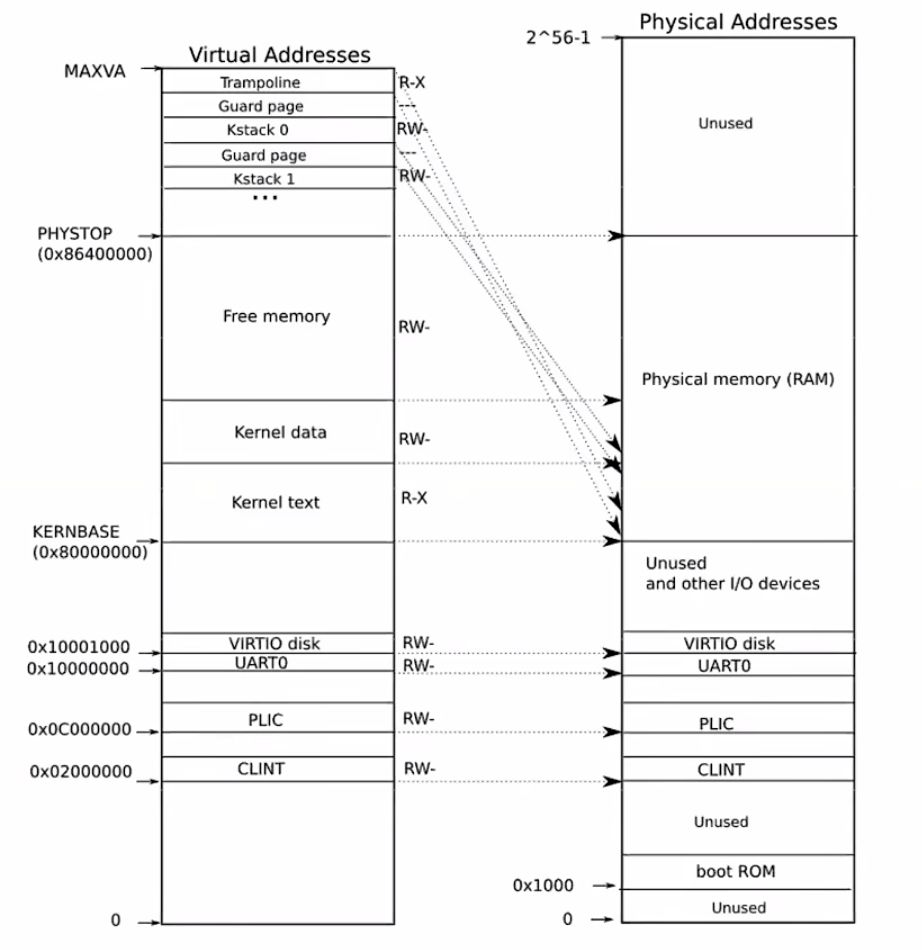 Physical Addresses
2^56-1
Virtual Addresses
MAXVA
Trampoline
R-X
Guard page
---
Unused
Kstack 0
RW-
Guard page
---
Kstack 1
RW-
...
PHYSTOP
(0x86400000)
Free memory
RW-
Physical memory (RAM)
Kernel data
RW-
Kernel text
R-X
KERNBASE
(0x80000000)
Unused
and other I/O devices
0x10001000
VIRTIO disk
RW-
VIRTIO disk
0x10000000
UART0
RW-
UART0
0x0C000000
PLIC
RW-
PLIC
0x02000000
CLINT
RW-
CLINT
Unused
boot ROM
0x1000
Unused
0
0